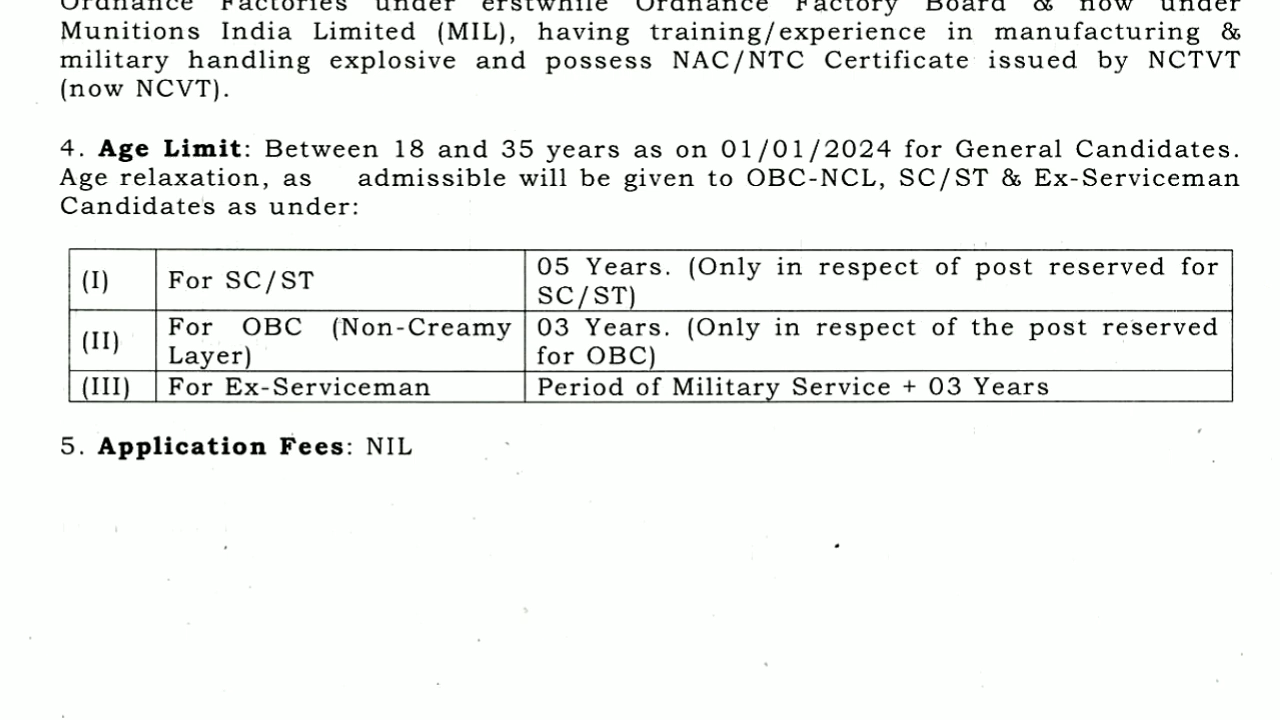 Ordnance Factories under erstwhile Ordnance Factory Board & now under
Munitions India Limited (MIL), having training/experience in manufacturing &
military handling explosive and possess NAC/NTC Certificate issued by NCTVT
(now NCVT).
4. Age Limit: Between 18 and 35 years as on 01/01/2024 for General Candidates.
Age relaxation, as admissible will be given to OBC-NCL, SC/ST & Ex-Serviceman
Candidates as under:
(I) For SC/ST 05 Years. (Only in respect of post reserved for
SC/ST)
(II) For OBC (Non-Creamy Layer) 03 Years. (Only in respect of the post reserved
for OBC)
(III) For Ex-Serviceman Period of Military Service + 03 Years
5. Application Fees: NIL